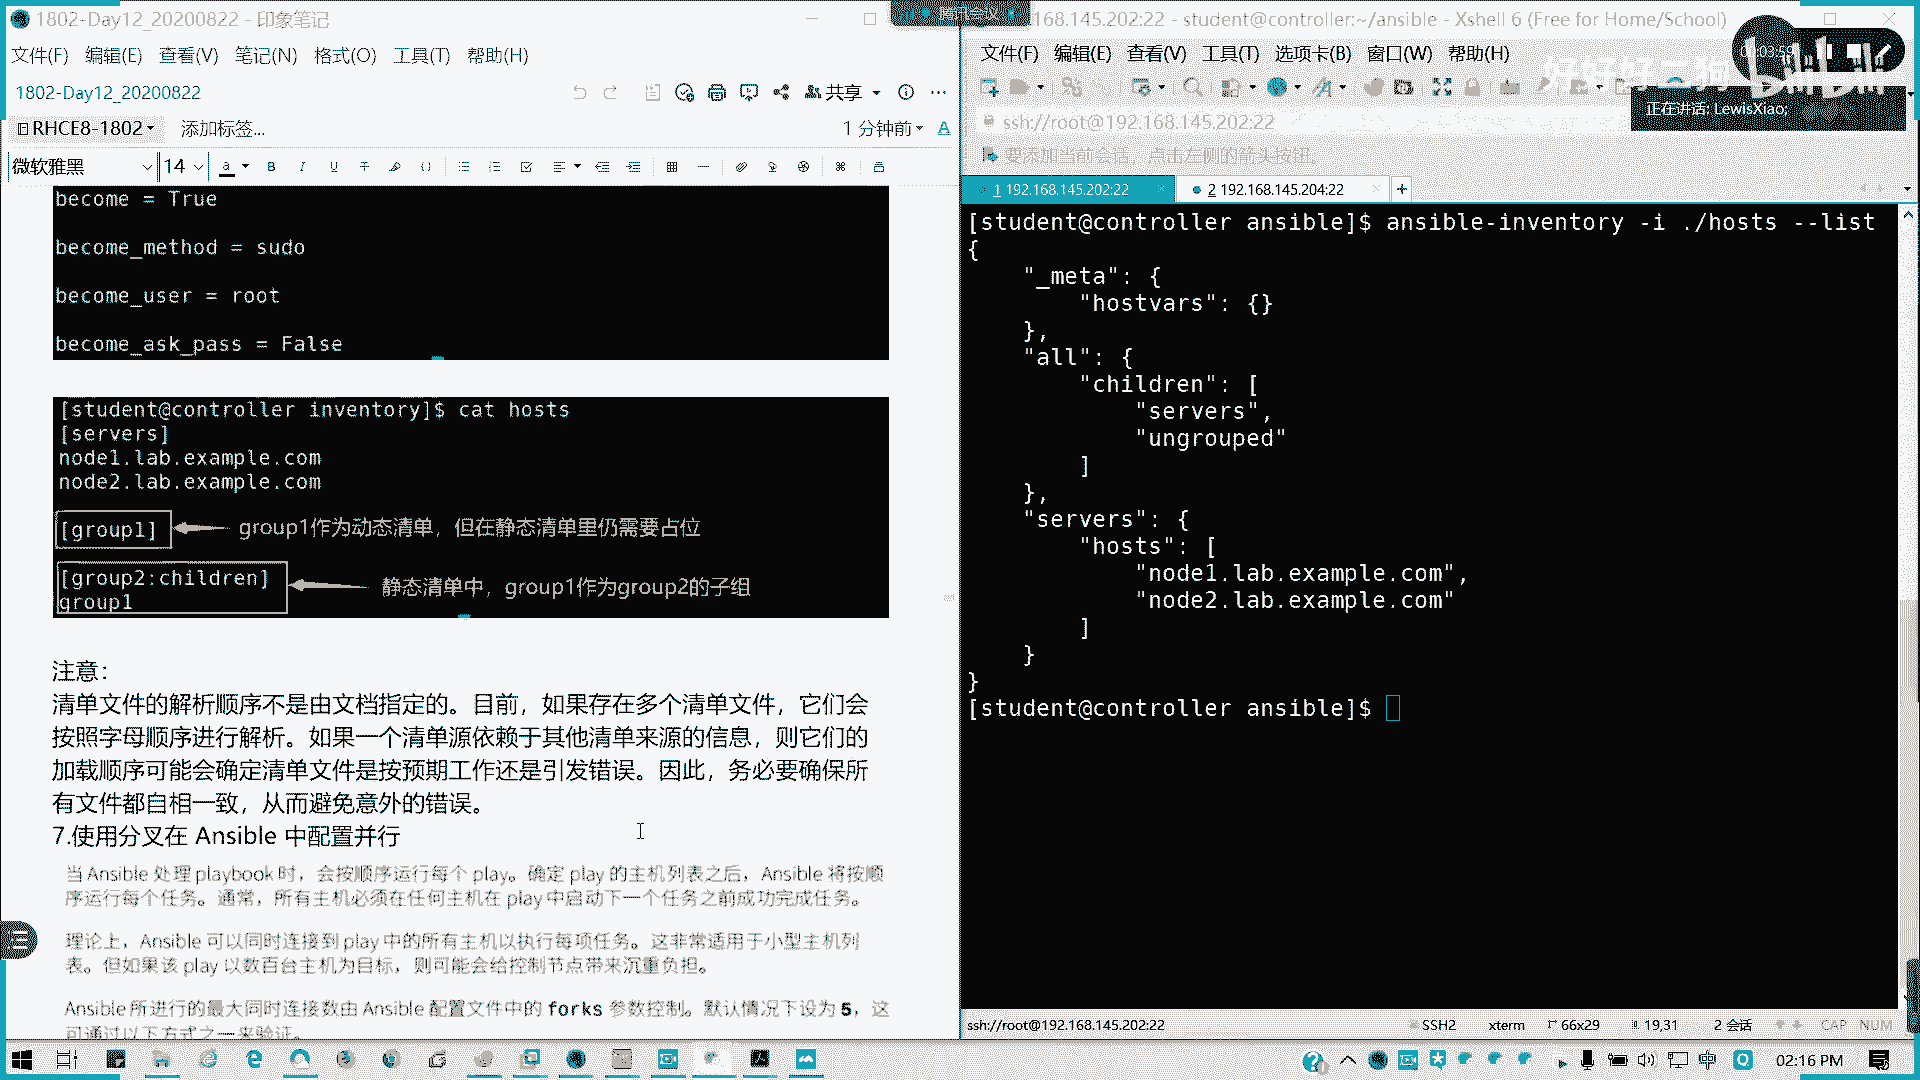 1802-Day12_20200822 - 印象笔记
文件(F) 编辑(E) 查看(V) 笔记(N) 格式(O) 工具(T) 帮助(H)
1802-Day12_20200822
共享
RHCE8-1802
添加标签...
1 分钟前
微软雅黑
14
become = True
become_method = sudo
become_user = root
become_ask_pass = False
[student@controller inventory]$ cat hosts
[servers]
node1.lab.example.com
node2.lab.example.com
[group1]
group1作为动态清单，但在静态清单里仍需要占位
[group2:children]
group1
静态清单中，group1作为group2的子组
注意：
清单文件的解析顺序不是由文档指定的。目前，如果存在多个清单文件，它们会
按照字母顺序进行解析。如果一个清单源依赖于其他清单来源的信息，则它们的
加载顺序可能会确定清单文件是按预期工作还是引发错误。因此，务必要确保所
有文件都自相一致，从而避免意外的错误。
7.使用分叉在 Ansible 中配置并行
当 Ansible 处理 playbook 时，会按顺序运行每个 play。确定 play 的主机列表之后，Ansible 将按顺
序运行每个任务。通常，所有主机必须在任何主机在 play 中启动下一个任务之前成功完成任务。
理论上，Ansible 可以同时连接到 play 中的所有主机以执行每项任务。这非常适用于小型主机列
表。但如果该 play 以数百台主机为目标，则可能会给控制节点带来沉重负担。
Ansible 所进行的最大同时连接数由 Ansible 配置文件中的 forks 参数控制。默认情况下设为 5，这
可通过以下方式之一来验证。
腾讯会议
168.145.202:22 - student@controller:~/ansible - Xshell 6 (Free for Home/School)
文件(F) 编辑(E) 查看(V) 工具(T) 选项卡(B) 窗口(W) 帮助(H)
03:59
好好好二狗
bilibili
正在讲话: LewisXiao;
ssh://root@192.168.145.202:22
要添加当前会话，点击左侧的箭头按钮。
1 192.168.145.202:22
2 192.168.145.204:22
[student@controller ansible]$ ansible-inventory -i ./hosts --list
{
"_meta": {
"hostvars": {}
},
"all": {
"children": [
"servers",
"ungrouped"
]
},
"servers": {
"hosts": [
"node1.lab.example.com",
"node2.lab.example.com"
]
}
}
[student@controller ansible]$
ssh://root@192.168.145.202:22
SSH2
xterm
66x29
19,31
2 会话
CAP NUM
中
02:16 PM